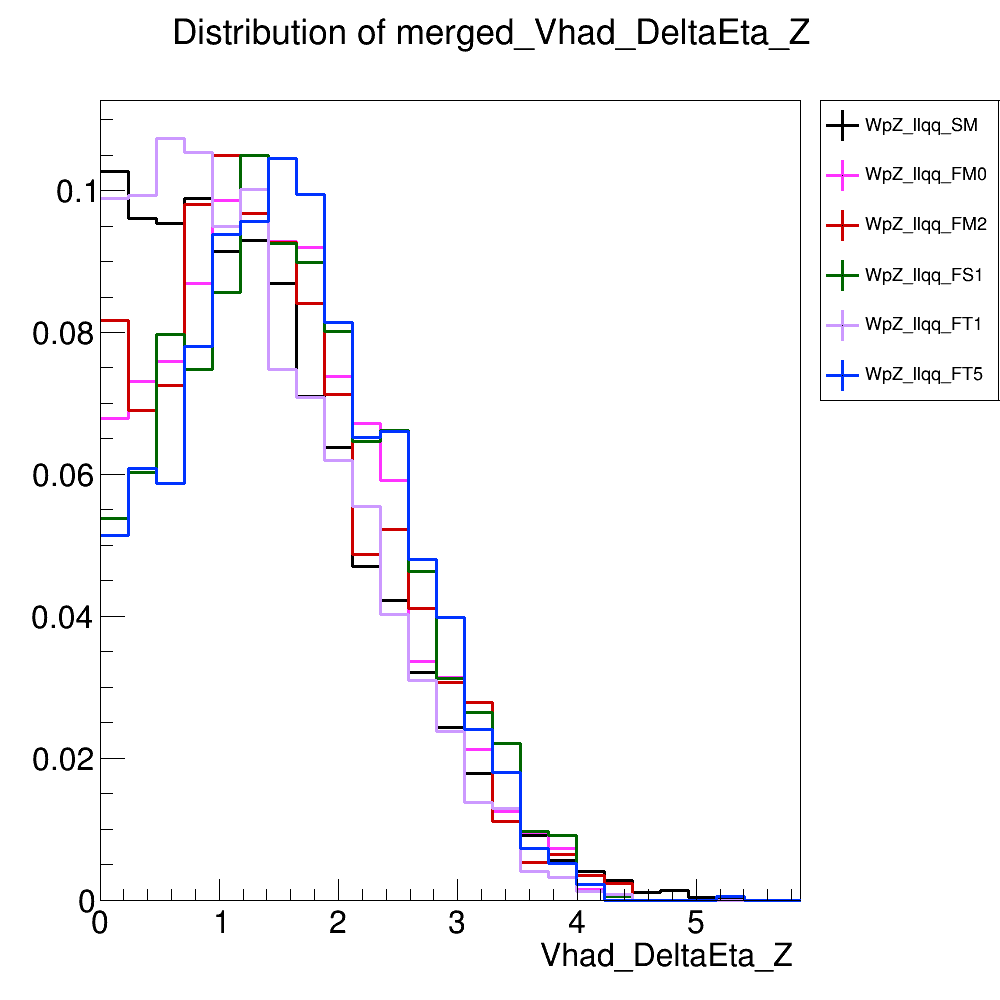 Distribution of merged_Vhad_DeltaEta_Z
WpZ_llqq_SM
WpZ_llqq_FM0
WpZ_llqq_FM2
WpZ_llqq_FS1
WpZ_llqq_FT1
WpZ_llqq_FT5
0.1
0.08
0.06
0.04
0.02
0
0 1 2 3 4 5
Vhad_DeltaEta_Z